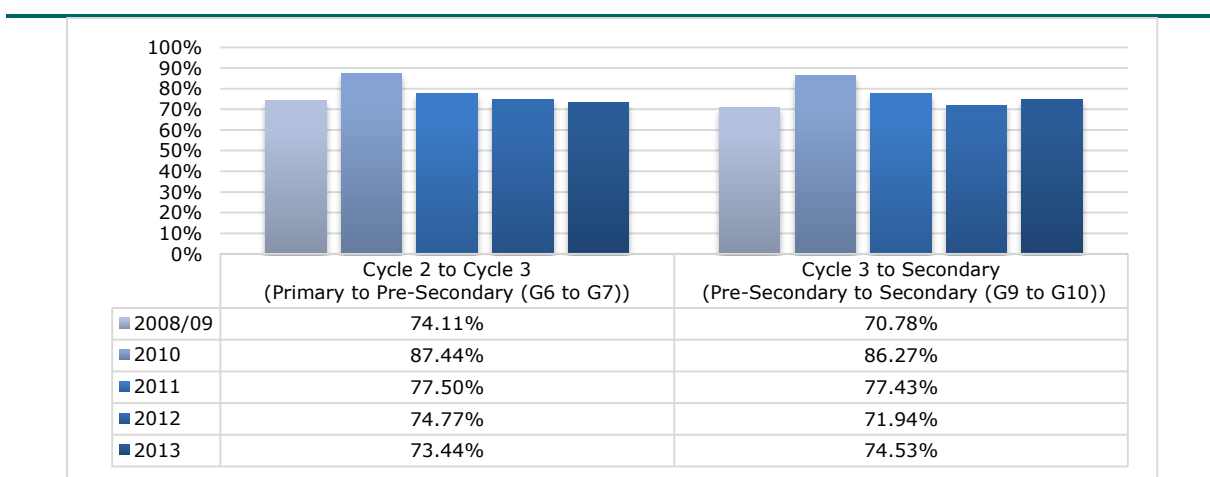 100%
90%
80%
70%
60%
50%
40%
30%
20%
10%
0%
Cycle 2 to Cycle 3
(Primary to Pre-Secondary (G6 to G7))
Cycle 3 to Secondary
(Pre-Secondary to Secondary (G9 to G10))
2008/09 74.11% 70.78%
2010 87.44% 86.27%
2011 77.50% 77.43%
2012 74.77% 71.94%
2013 73.44% 74.53%